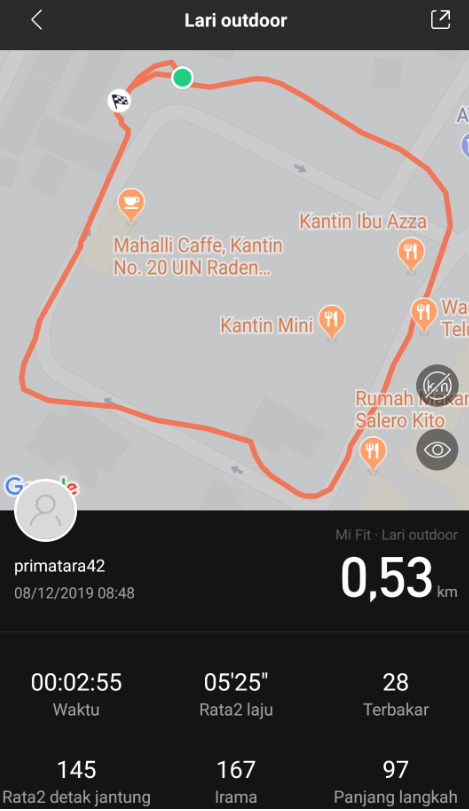 Lari outdoor
A
Kantin Ibu Azza
Mahalli Caffe, Kantin
No. 20 UIN Raden...
Kantin Mini
Wa
Telu
Rumah Makan
Salero Kito
Google
Mi Fit · Lari outdoor
primatara42
0,53 km
08/12/2019 08:48
00:02:55
05'25"
28
Waktu
Rata2 laju
Terbakar
145
167
97
Rata2 detak jantung
Irama
Panjang langkah